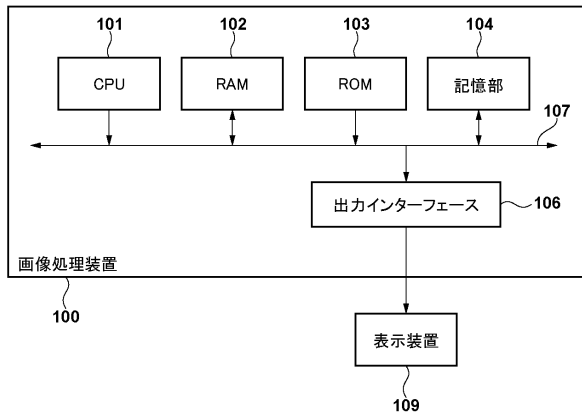 101
102
103
104
CPU
RAM
ROM
記憶部
107
出力インターフェース
106
画像処理装置
100
表示装置
109